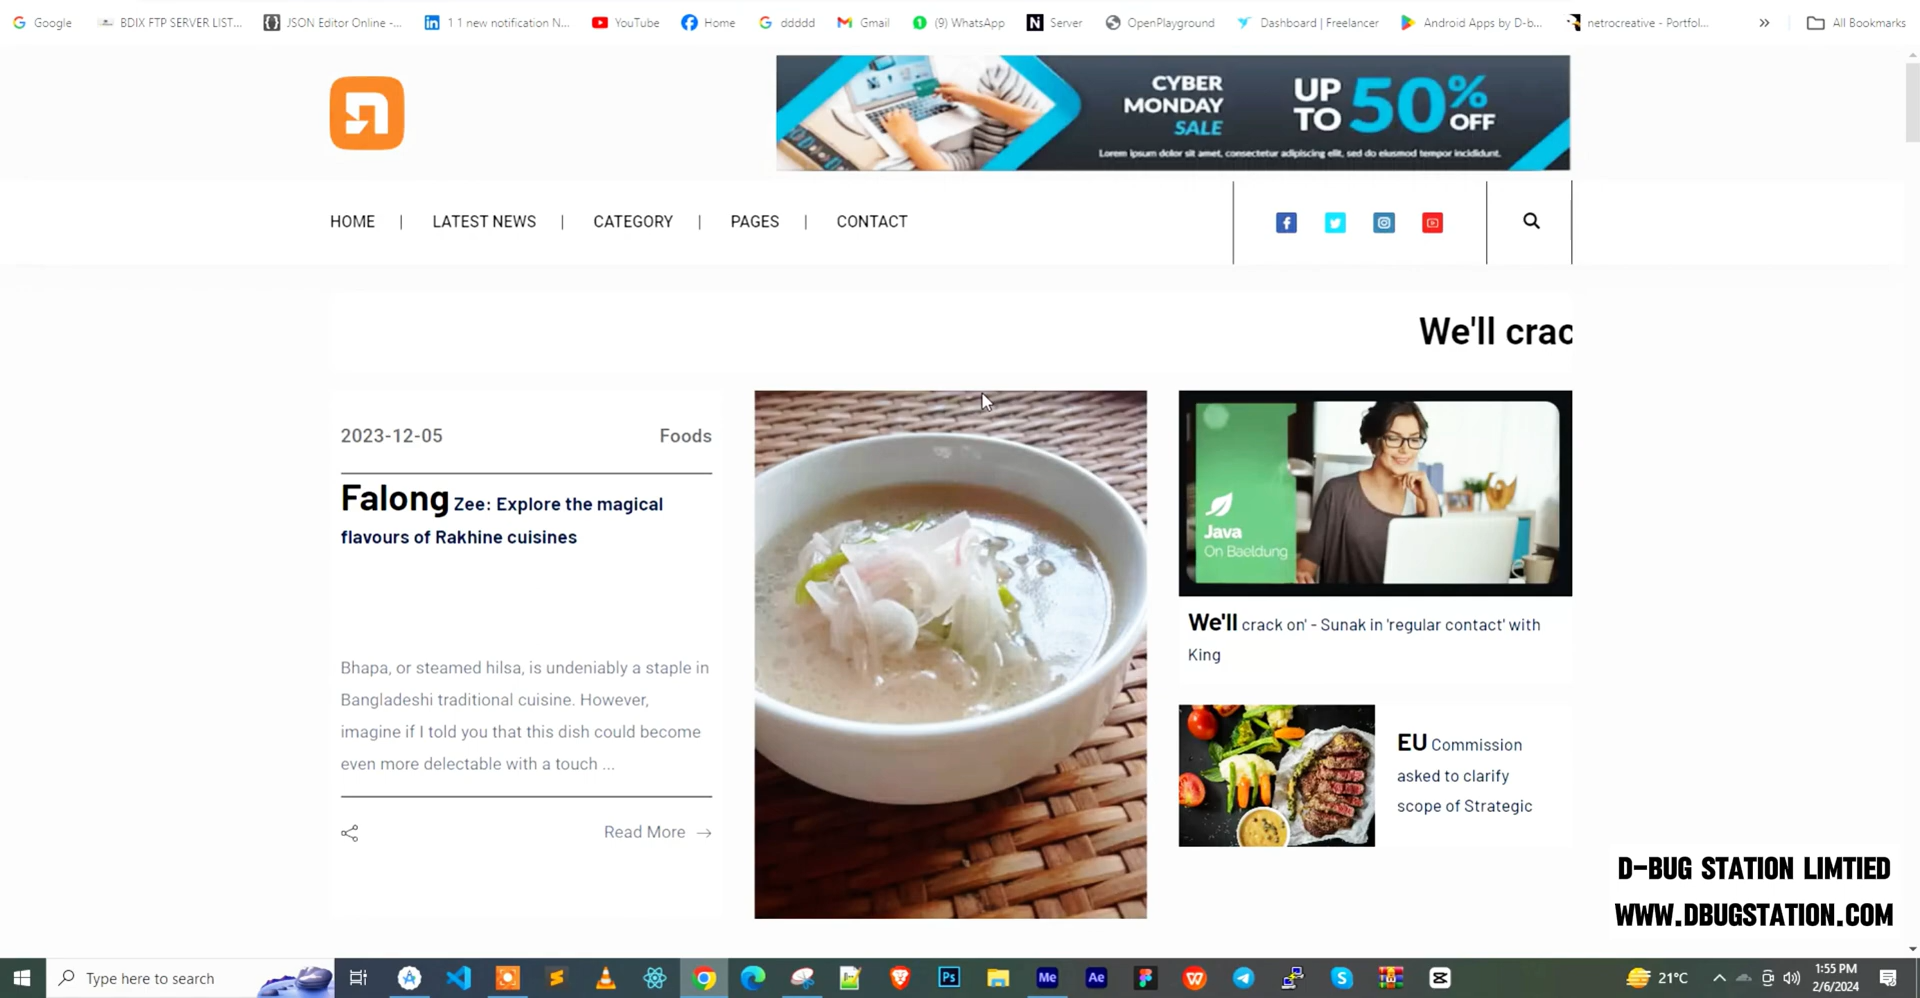 Google
BDIX FTP SERVER LIST...
JSON Editor Online -...
1 1 new notification N...
YouTube
Home
ddddd
Gmail
(9) WhatsApp
Server
OpenPlayground
Dashboard | Freelancer
Android Apps by D-b...
netrocreative - Portfol...
All Bookmarks
CYBER
MONDAY
SALE
UP
TO 50% OFF
Lorem ipsum dolor sit amet, consectetur adipiscing elit, sed do eiusmod tempor incididunt.
HOME | LATEST NEWS | CATEGORY | PAGES | CONTACT
We'll crac
2023-12-05 Foods
Falong Zee: Explore the magical
flavours of Rakhine cuisines
Bhapa, or steamed hilsa, is undeniably a staple in
Bangladeshi traditional cuisine. However,
imagine if I told you that this dish could become
even more delectable with a touch ...
Read More →
Java
On Baeldung
We'll crack on' - Sunak in 'regular contact' with
King
EU Commission
asked to clarify
scope of Strategic
D-BUG STATION LIMTIED
WWW.DBUGSTATION.COM
Type here to search
Ps
Me
Ae
21°C
1:55 PM
2/6/2024